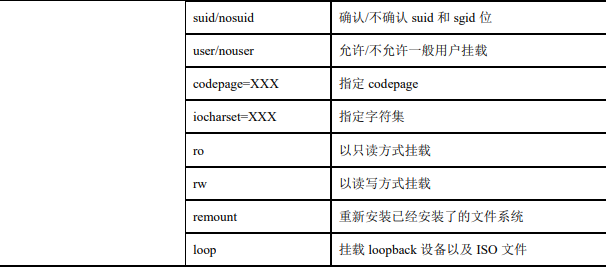 suid/nosuid 确认/不确认 suid 和 sgid 位
user/nouser 允许/不允许一般用户挂载
codepage=XXX 指定 codepage
iocharset=XXX 指定字符集
ro 以只读方式挂载
rw 以读写方式挂载
remount 重新安装已经安装了的文件系统
loop 挂载 loopback 设备以及 ISO 文件